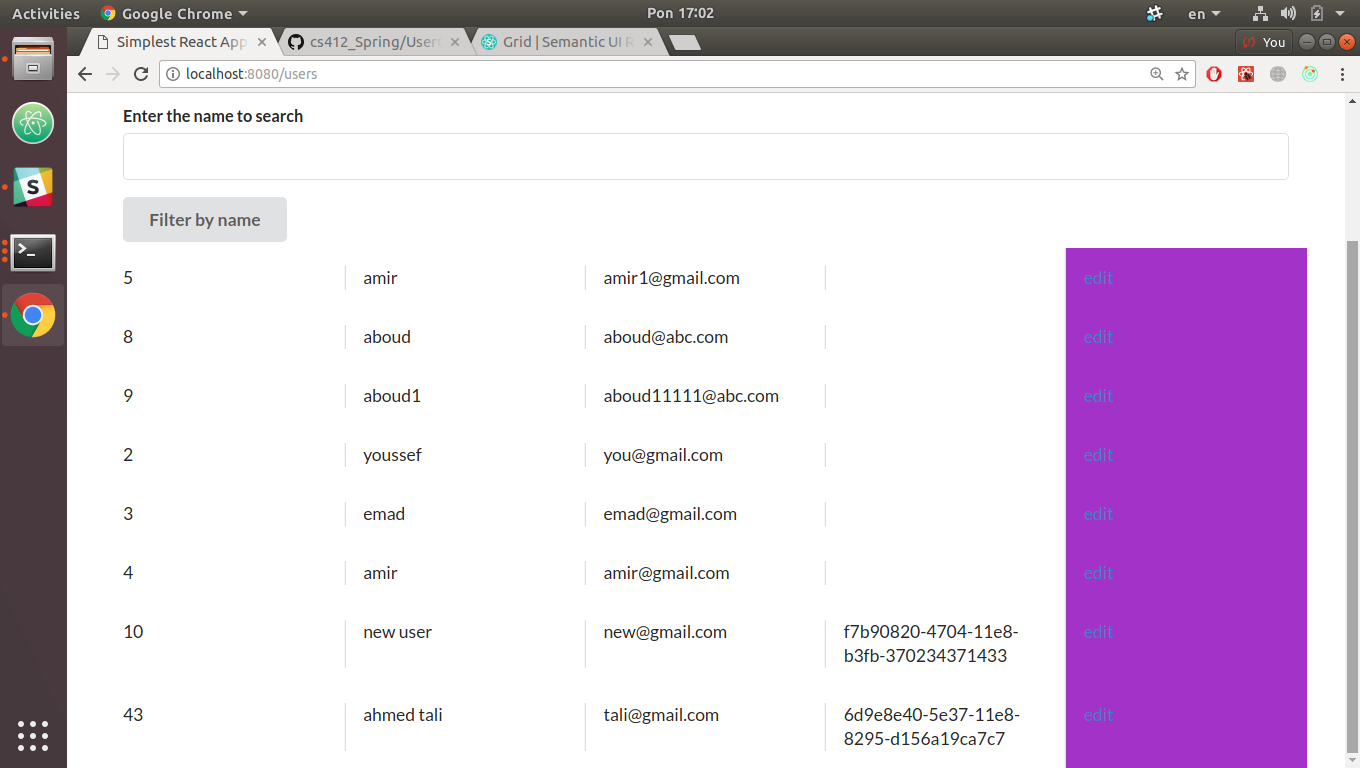 Activities Google Chrome Pon 17:02 en
Simplest React App cs412_Spring/User Grid | Semantic UI R You
localhost:8080/users
Enter the name to search
Filter by name
5 amir amir1@gmail.com edit
8 aboud aboud@abc.com edit
9 aboud1 aboud11111@abc.com edit
2 youssef you@gmail.com edit
3 emad emad@gmail.com edit
4 amir amir@gmail.com edit
10 new user new@gmail.com f7b90820-4704-11e8- edit
b3fb-370234371433
43 ahmed tali tali@gmail.com 6d9e8e40-5e37-11e8- edit
8295-d156a19ca7c7